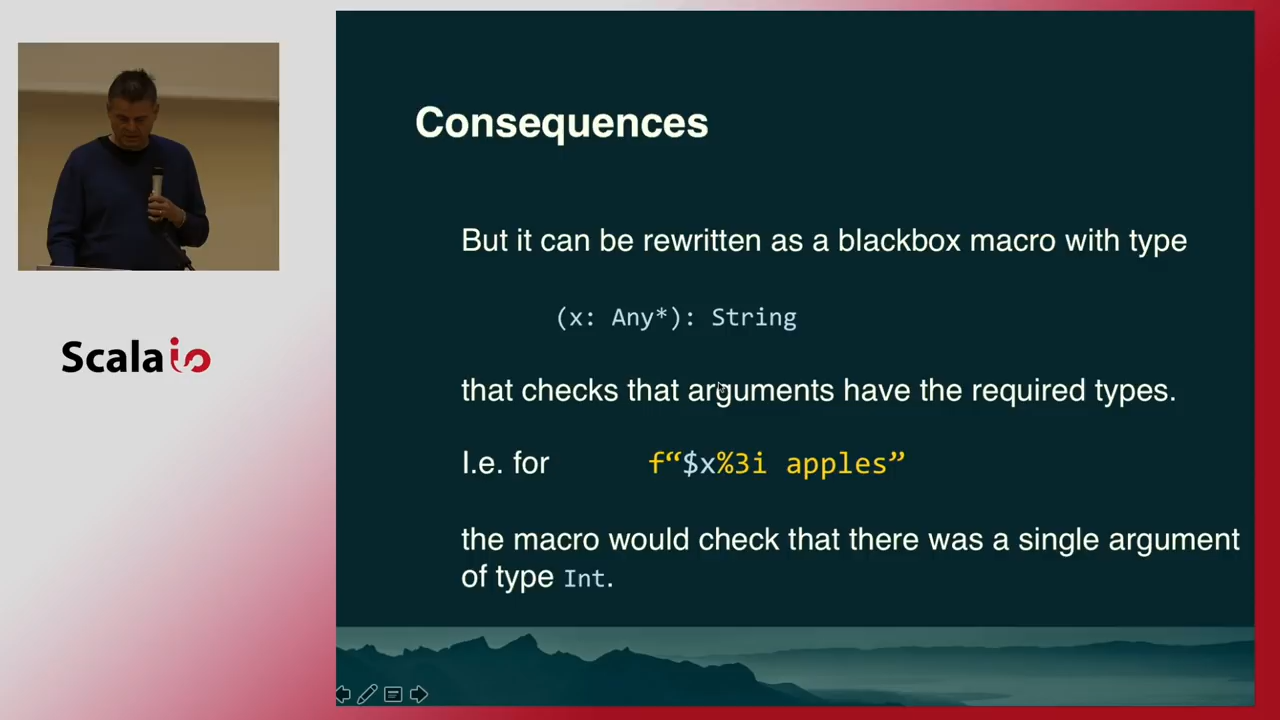 Consequences
But it can be rewritten as a blackbox macro with type
(x: Any*): String
that checks that arguments have the required types.
I.e. for f“$x%3i apples”
the macro would check that there was a single argument
of type Int.
Scala io